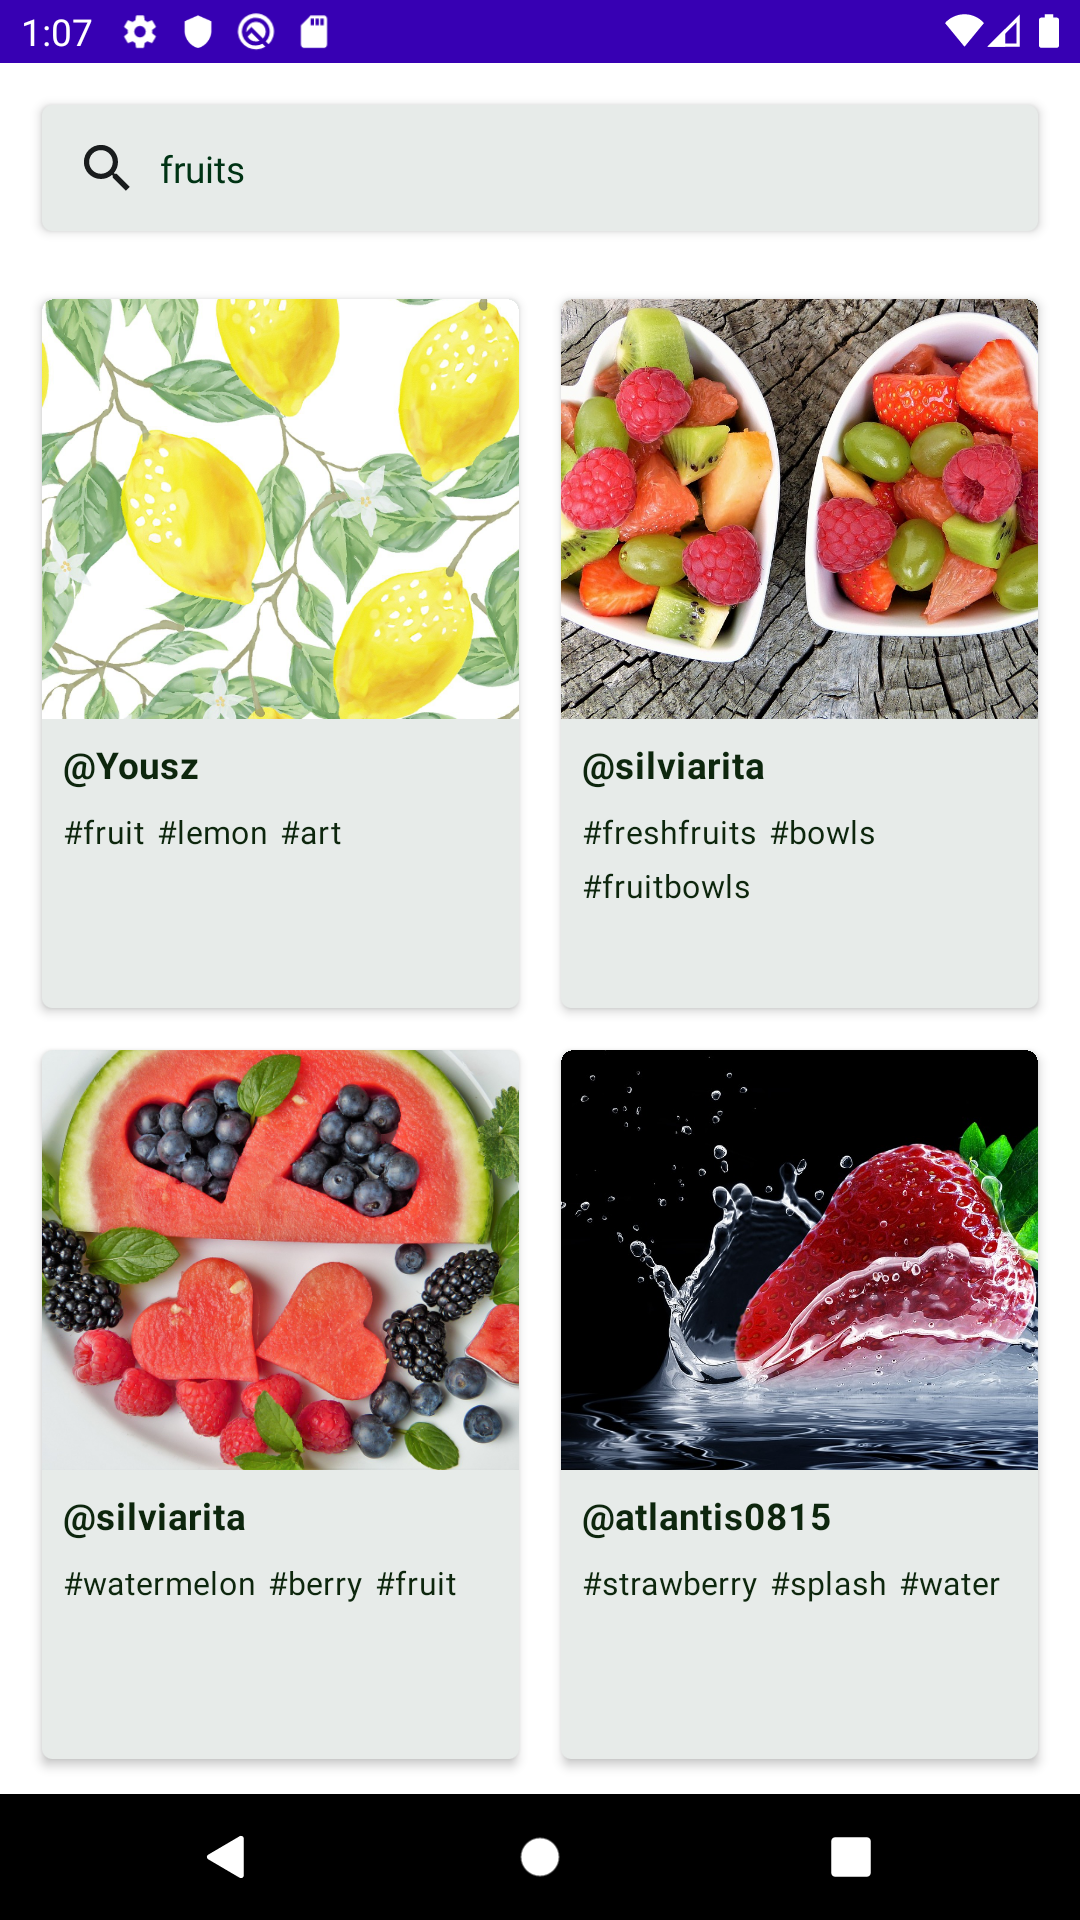 1:07
fruits
@Yousz
#fruit #lemon #art
@silviarita
#freshfruits #bowls
#fruitbowls
@silviarita
#watermelon #berry #fruit
@atlantis0815
#strawberry #splash #water